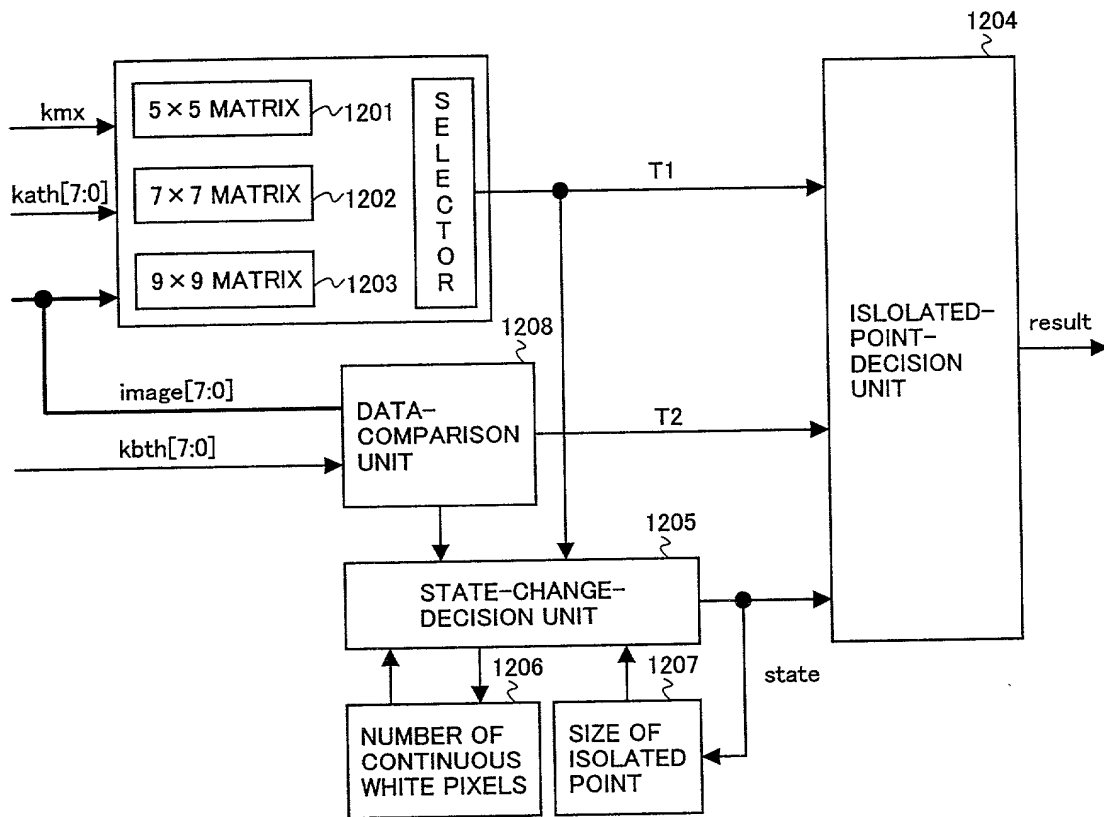 1204
kmx
5×5 MATRIX
1201
kath[7:0]
7×7 MATRIX
1202
9×9 MATRIX
1203
SELECTOR
T1
ISLOLATED-
POINT-
DECISION
UNIT
result
1208
image[7:0]
DATA-
COMPARISON
UNIT
T2
kbth[7:0]
1205
STATE-CHANGE-
DECISION UNIT
state
1206
NUMBER OF
CONTINUOUS
WHITE PIXELS
1207
SIZE OF
ISOLATED
POINT